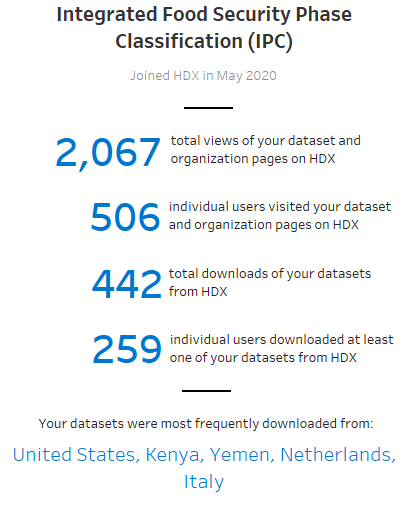 Integrated Food Security Phase
Classification (IPC)
Joined HDX in May 2020
2,067 total views of your dataset and
organization pages on HDX
506 individual users visited your dataset
and organization pages on HDX
442 total downloads of your datasets
from HDX
259 individual users downloaded at least
one of your datasets from HDX
Your datasets were most frequently downloaded from:
United States, Kenya, Yemen, Netherlands,
Italy